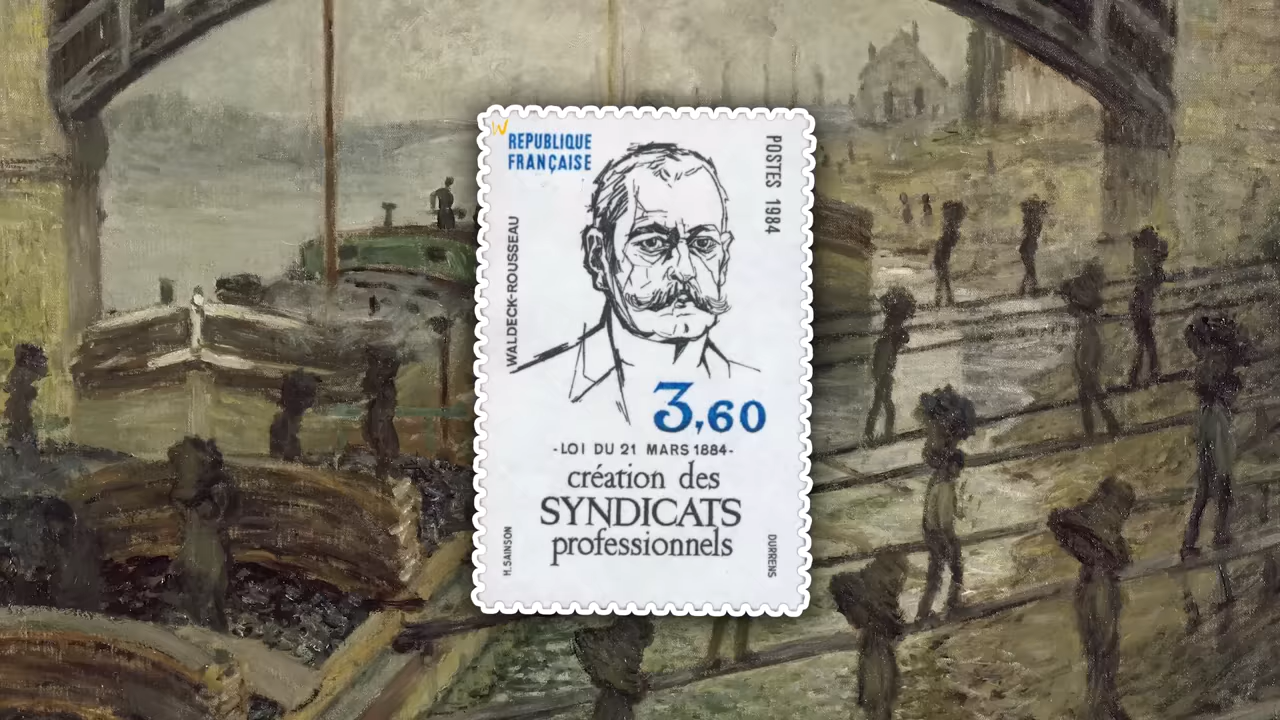 REPUBLIQUE
FRANÇAISE
POSTES 1984
WALDECK-ROUSSEAU
3,60
-LOI DU 21 MARS 1884-
création des
SYNDICATS
professionnels
H.SAINSON
DURRENS